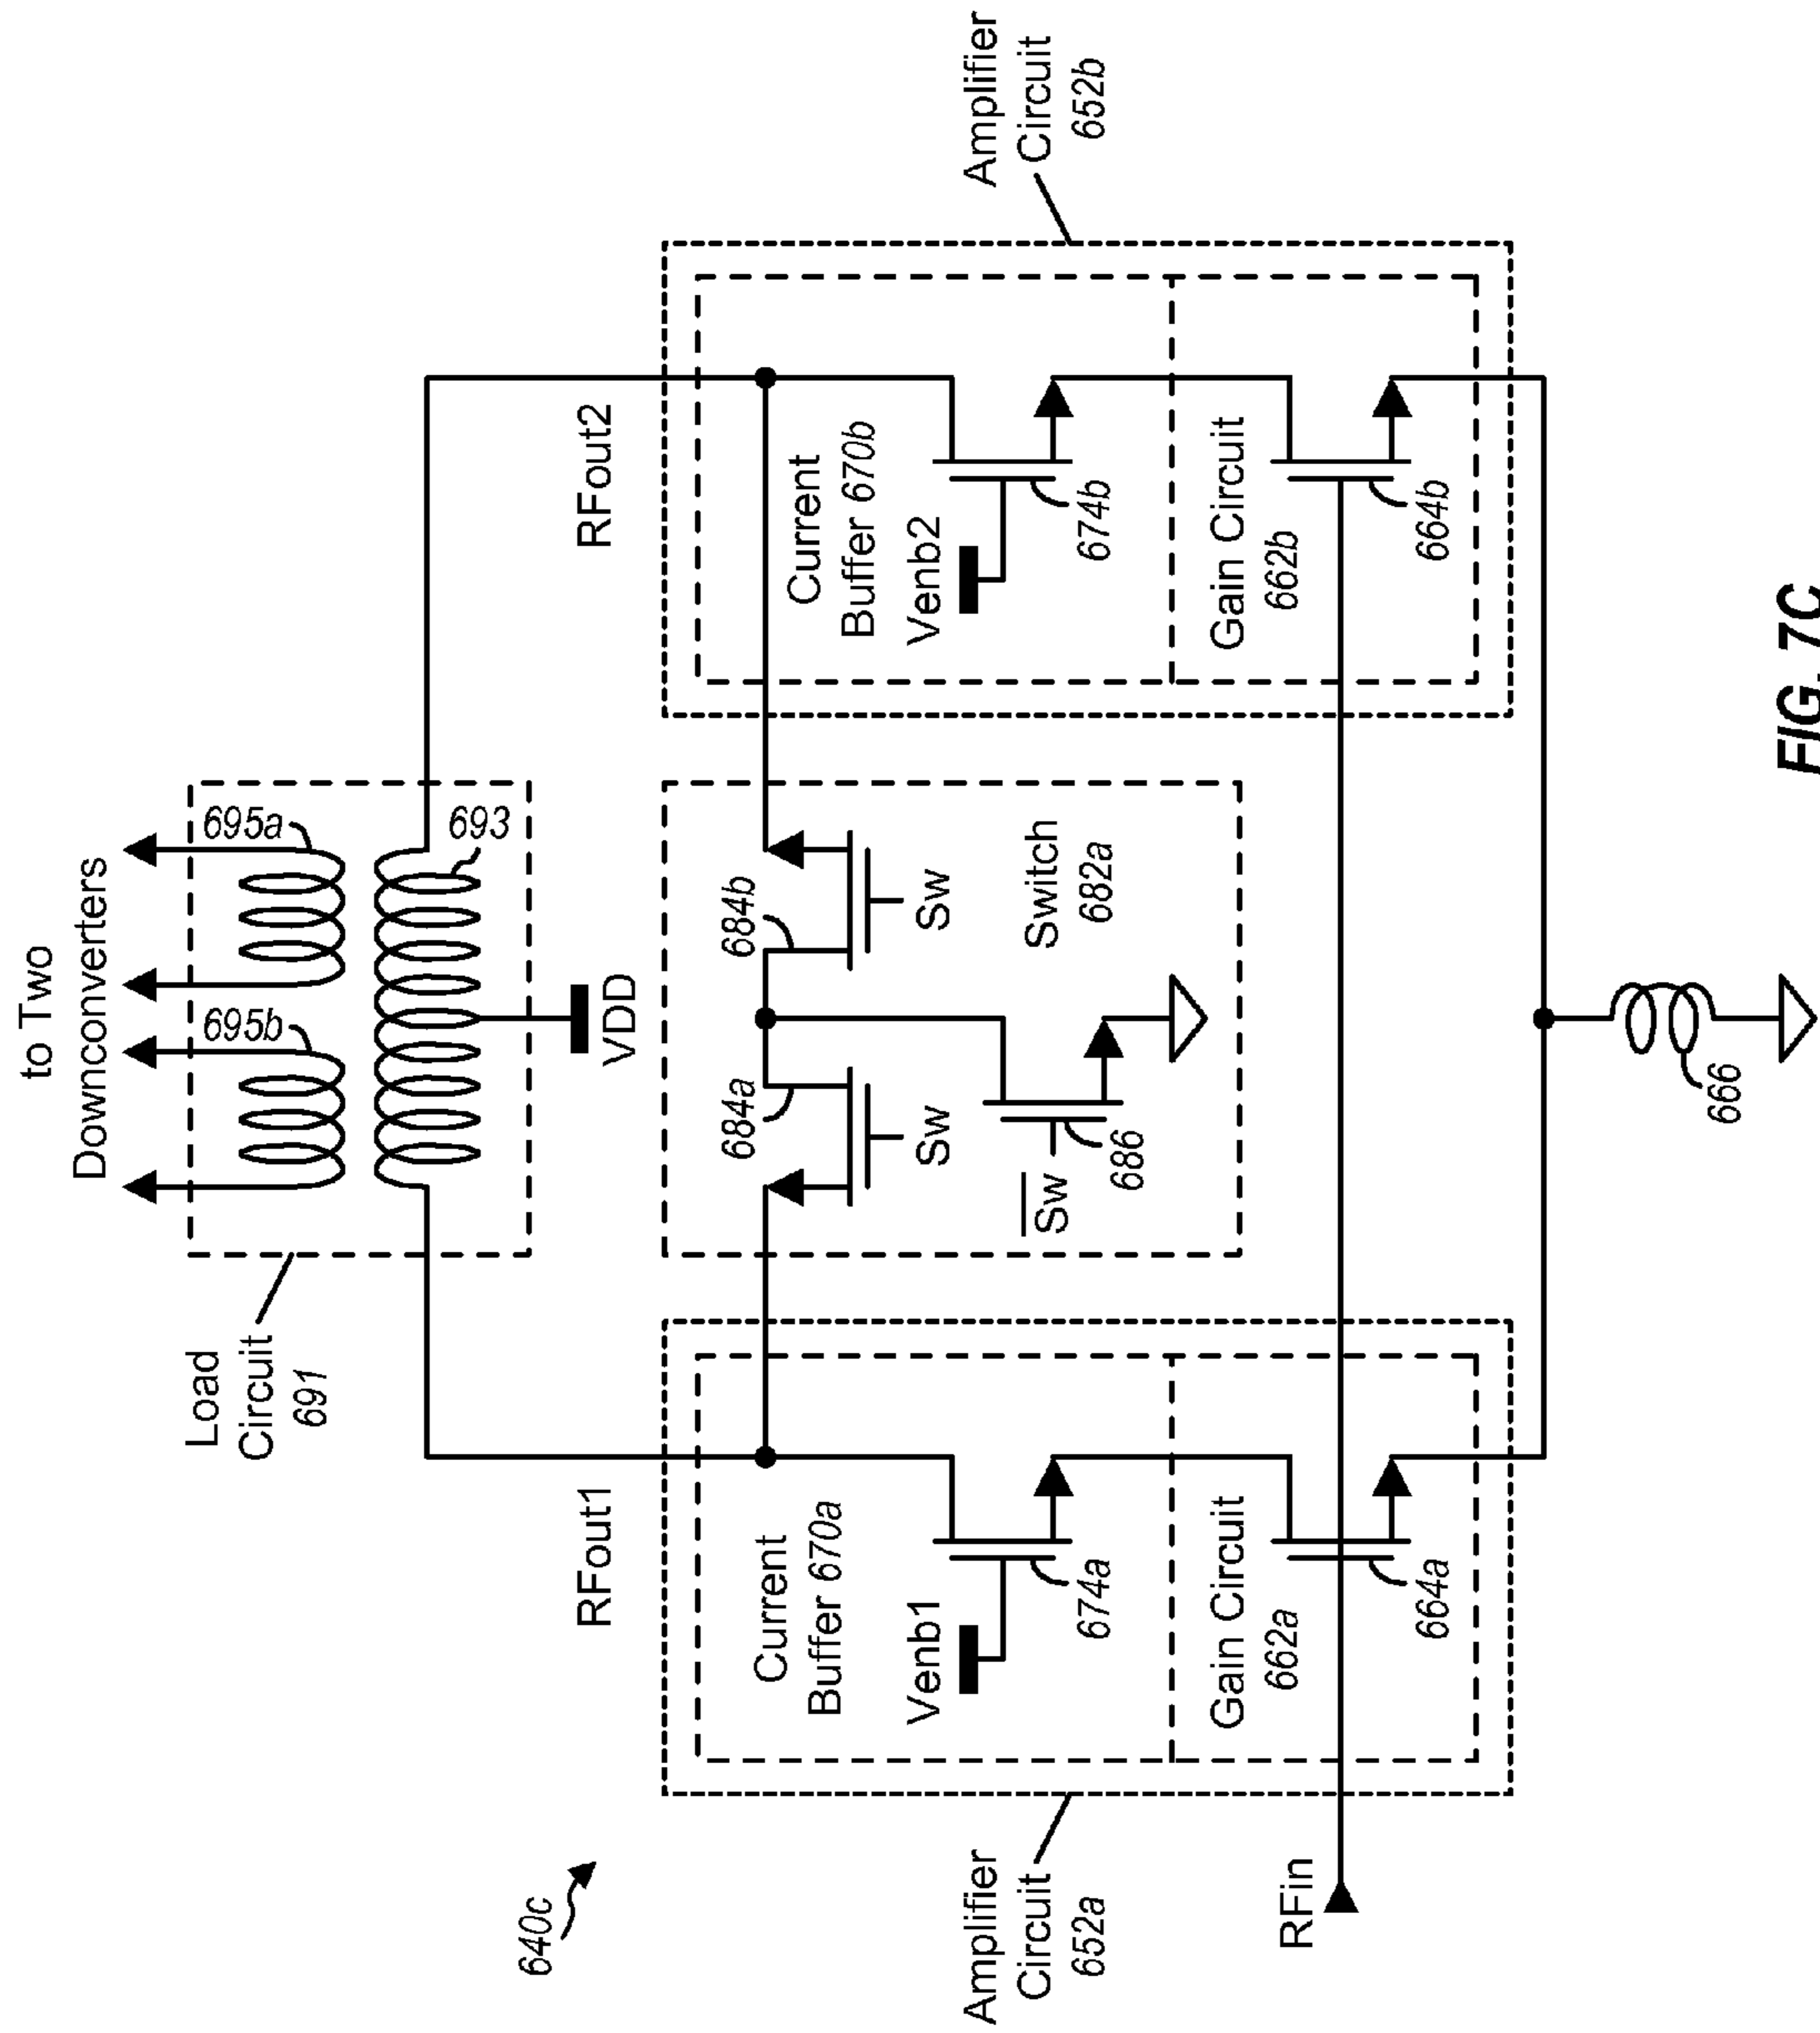 640c
to Two
Downconverters
Load
Circuit
691
695b
695a
693
VDD
RFout1
RFout2
Amplifier
Circuit
652a
Current
Buffer 670a
Venb1
674a
Gain Circuit
662a
664a
RFin
684a
684b
Sw
Sw
Sw
686
Switch
682a
Amplifier
Circuit
652b
Current
Buffer 670b
Venb2
674b
Gain Circuit
662b
664b
666
FIG. 7C